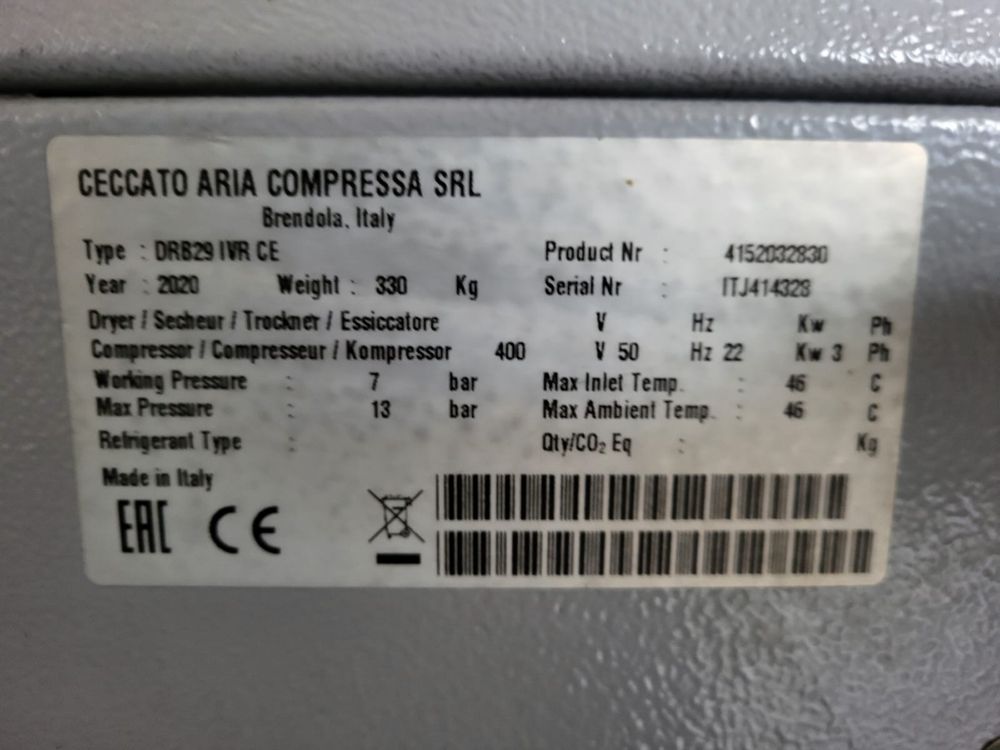 CECCATO ARIA COMPRESSA SRL
Brendola, Italy
Type : DRB29 IVR CE Product Nr : 4152032830
Year : 2020 Weight : 330 Kg Serial Nr : ITJ414328
Dryer / Secheur / Trockner / Essiccatore V Hz Kw Ph
Compressor / Compresseur / Kompressor 400 V 50 Hz 22 Kw 3 Ph
Working Pressure : 7 bar Max Inlet Temp. : 46 C
Max Pressure : 13 bar Max Ambient Temp. : 46 C
Refrigerant Type : Qty/CO₂ Eq : Kg
Made in Italy
EAC CE